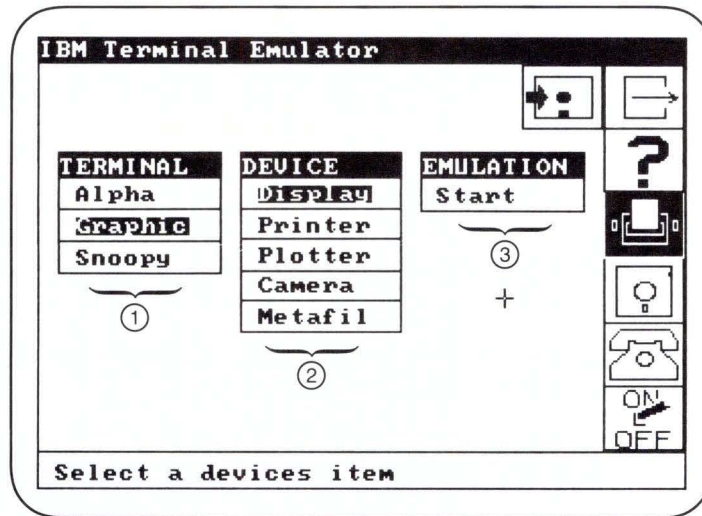 IBM Terminal Emulator
TERMINAL
Alpha
Graphic
Snoopy
①
DEVICE
Display
Printer
Plotter
Camera
Metafil
②
EMULATION
Start
③
?
ON
OFF
Select a devices item